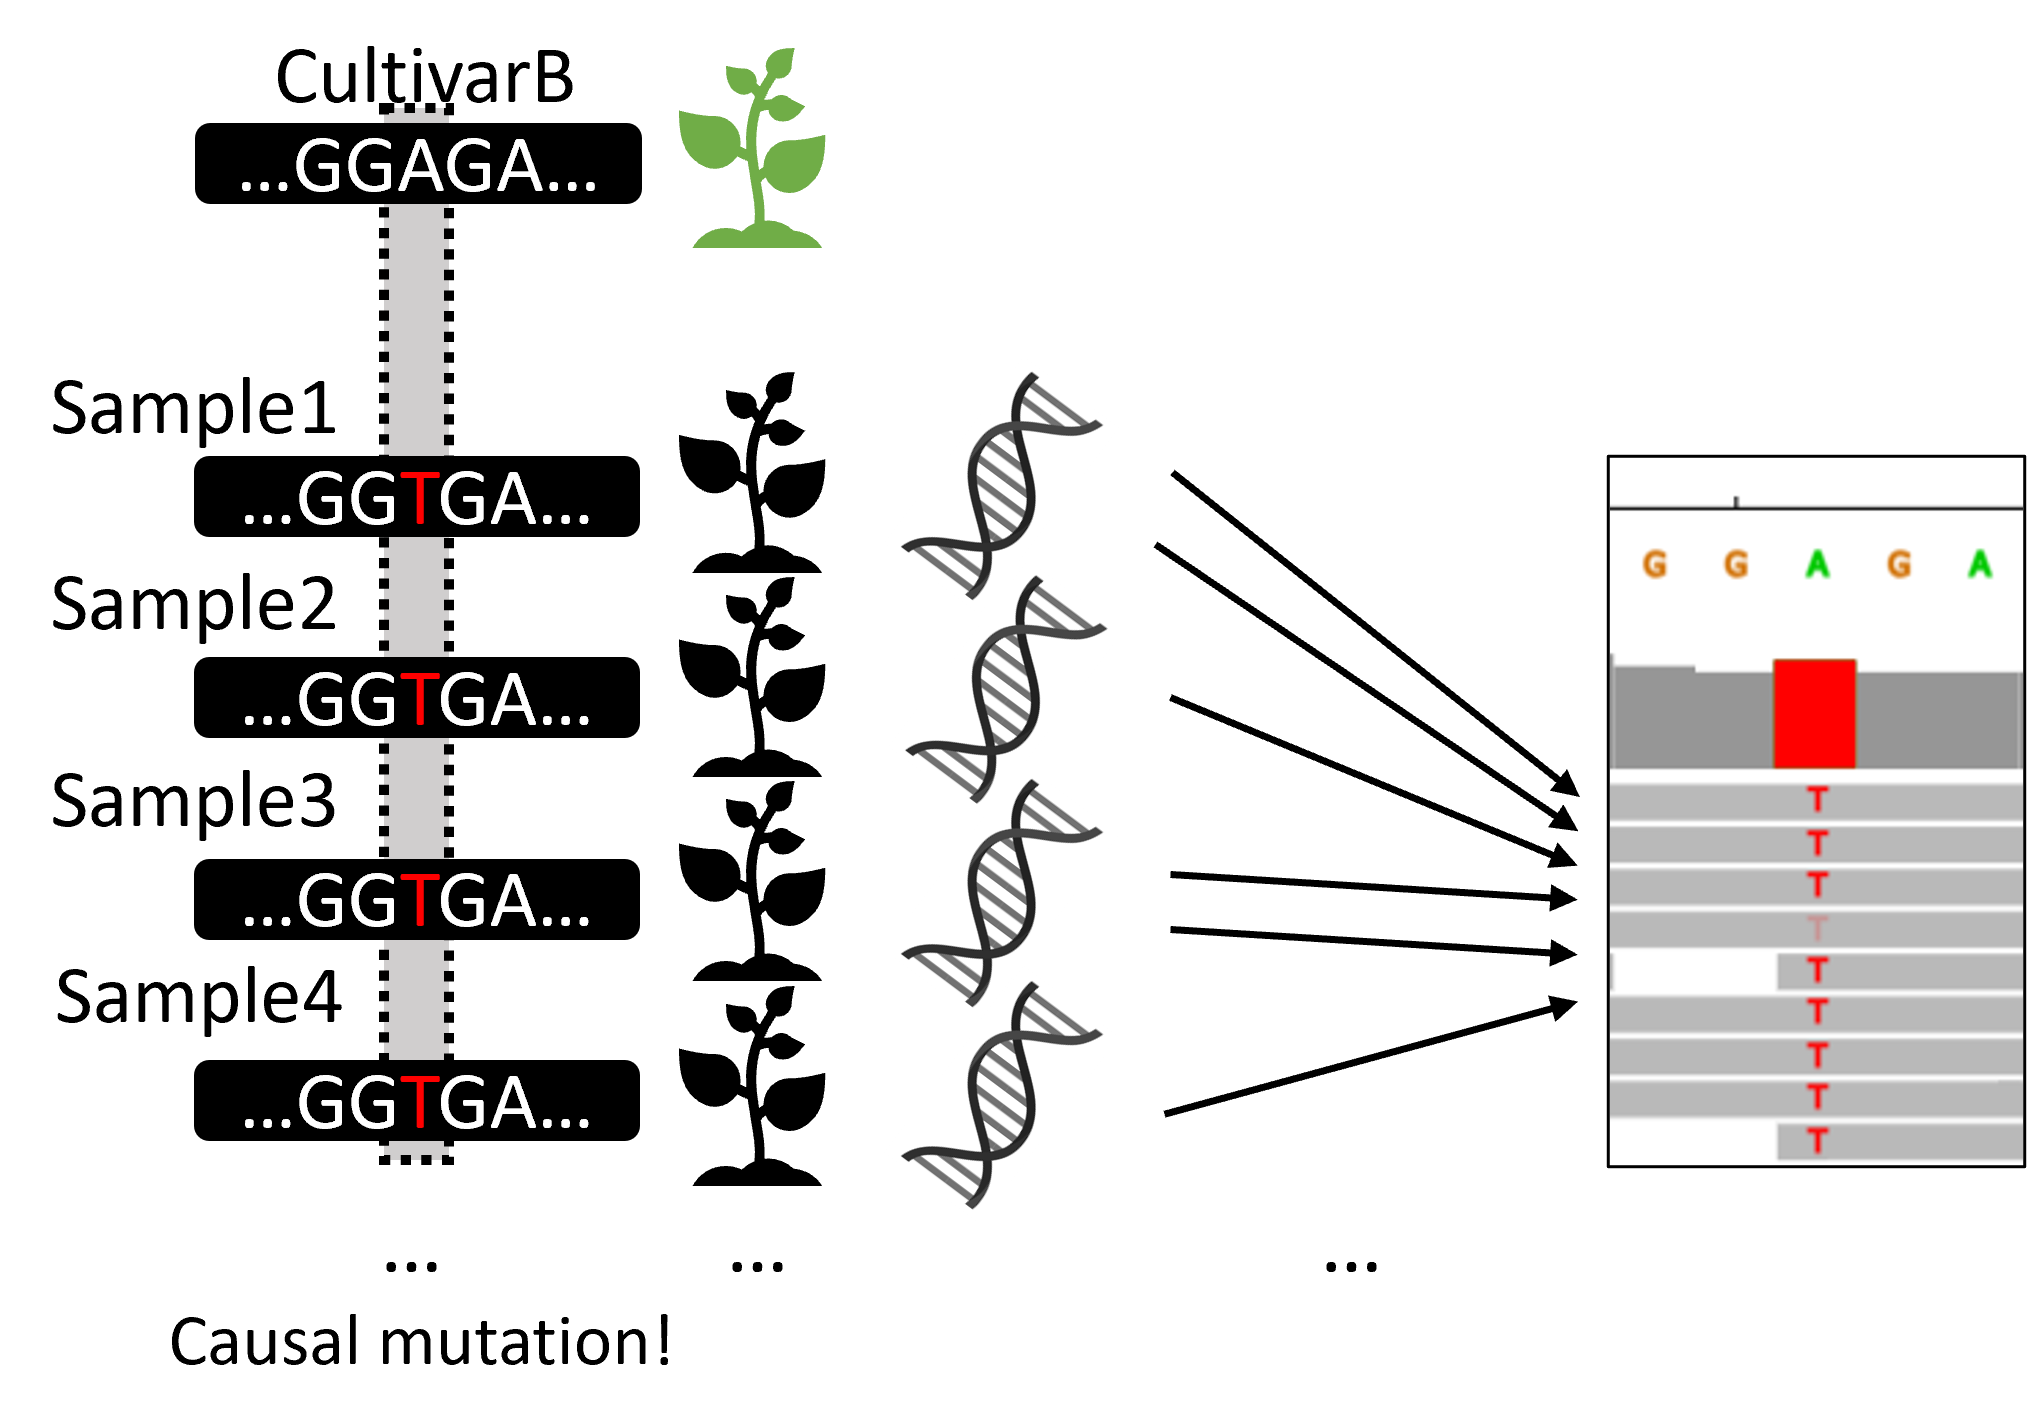 CultivarB
...GGAGA...
Sample1
...GGTGA...
Sample2
...GGTGA...
Sample3
...GGTGA...
Sample4
...GGTGA...
... ... ...
Causal mutation!
G G A G A
T
T
T
T
T
T
T
T
T